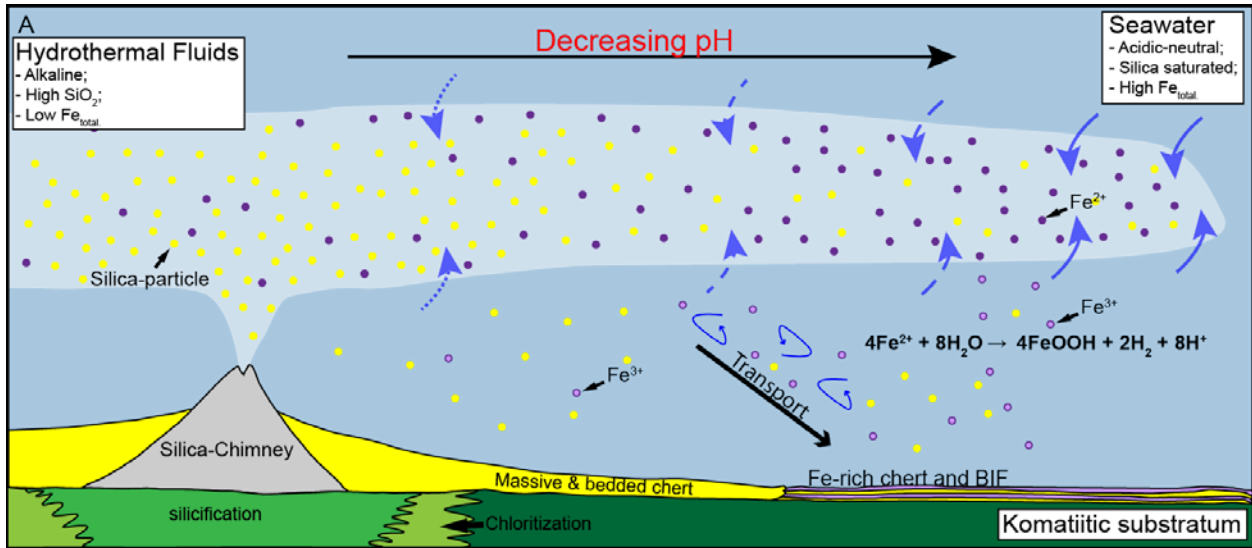 A
Hydrothermal Fluids
- Alkaline;
- High SiO₂;
- Low Fe_total.
Decreasing pH
Seawater
- Acidic-neutral;
- Silica saturated;
- High Fe_total.
Fe²⁺
Silica-particle
Fe³⁺
4Fe²⁺ + 8H₂O → 4FeOOH + 2H₂ + 8H⁺
Fe³⁺
Transport
Silica-Chimney
Massive & bedded chert
Fe-rich chert and BIF
silicification
Chloritization
Komatiitic substratum